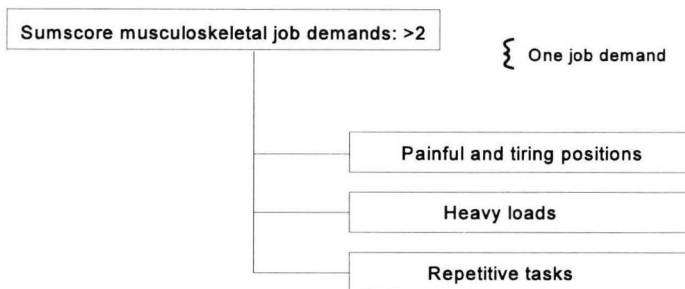 Sumscore musculoskeletal job demands: >2
One job demand
Painful and tiring positions
Heavy loads
Repetitive tasks